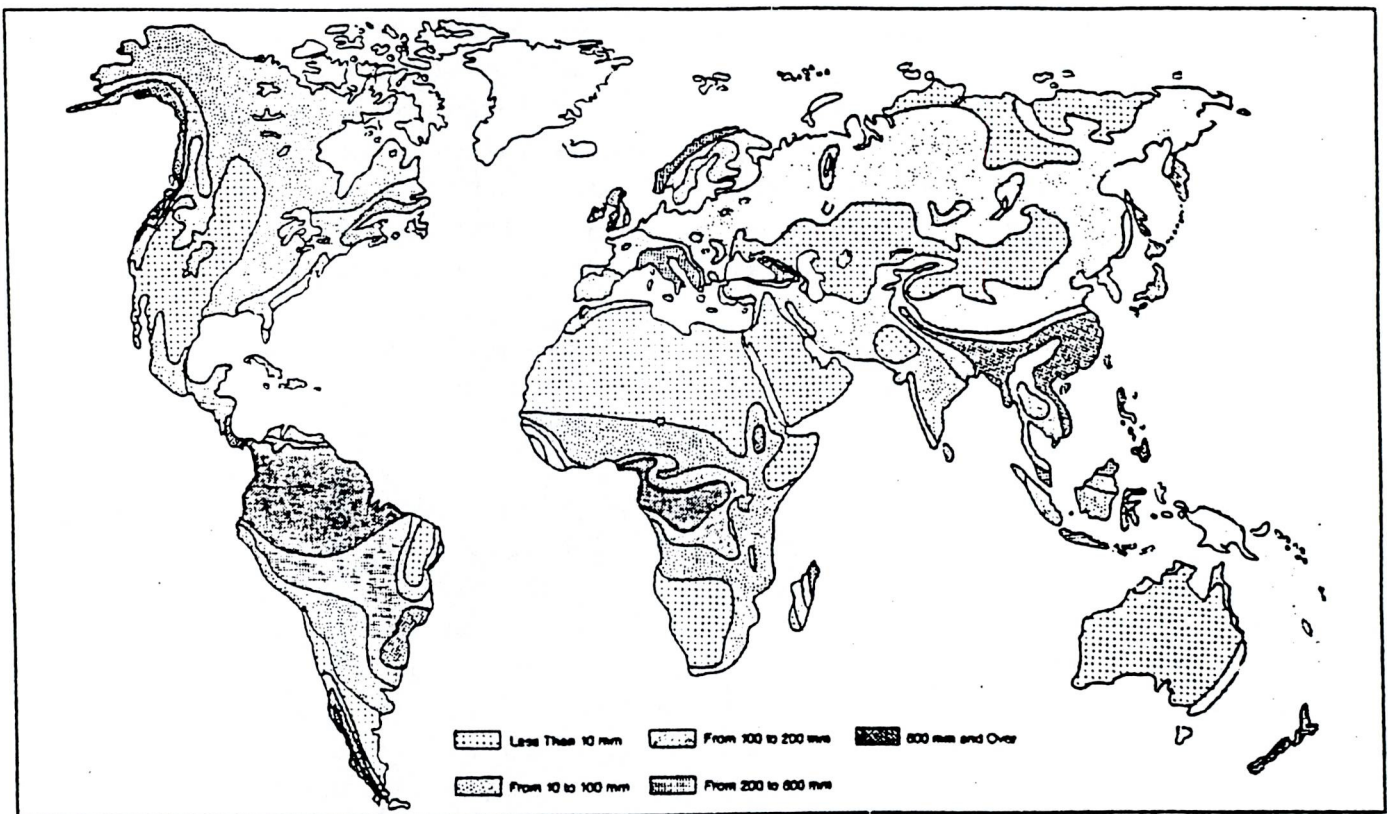 Less Than 10 mm
From 100 to 200 mm
600 mm and Over
From 10 to 100 mm
From 200 to 600 mm